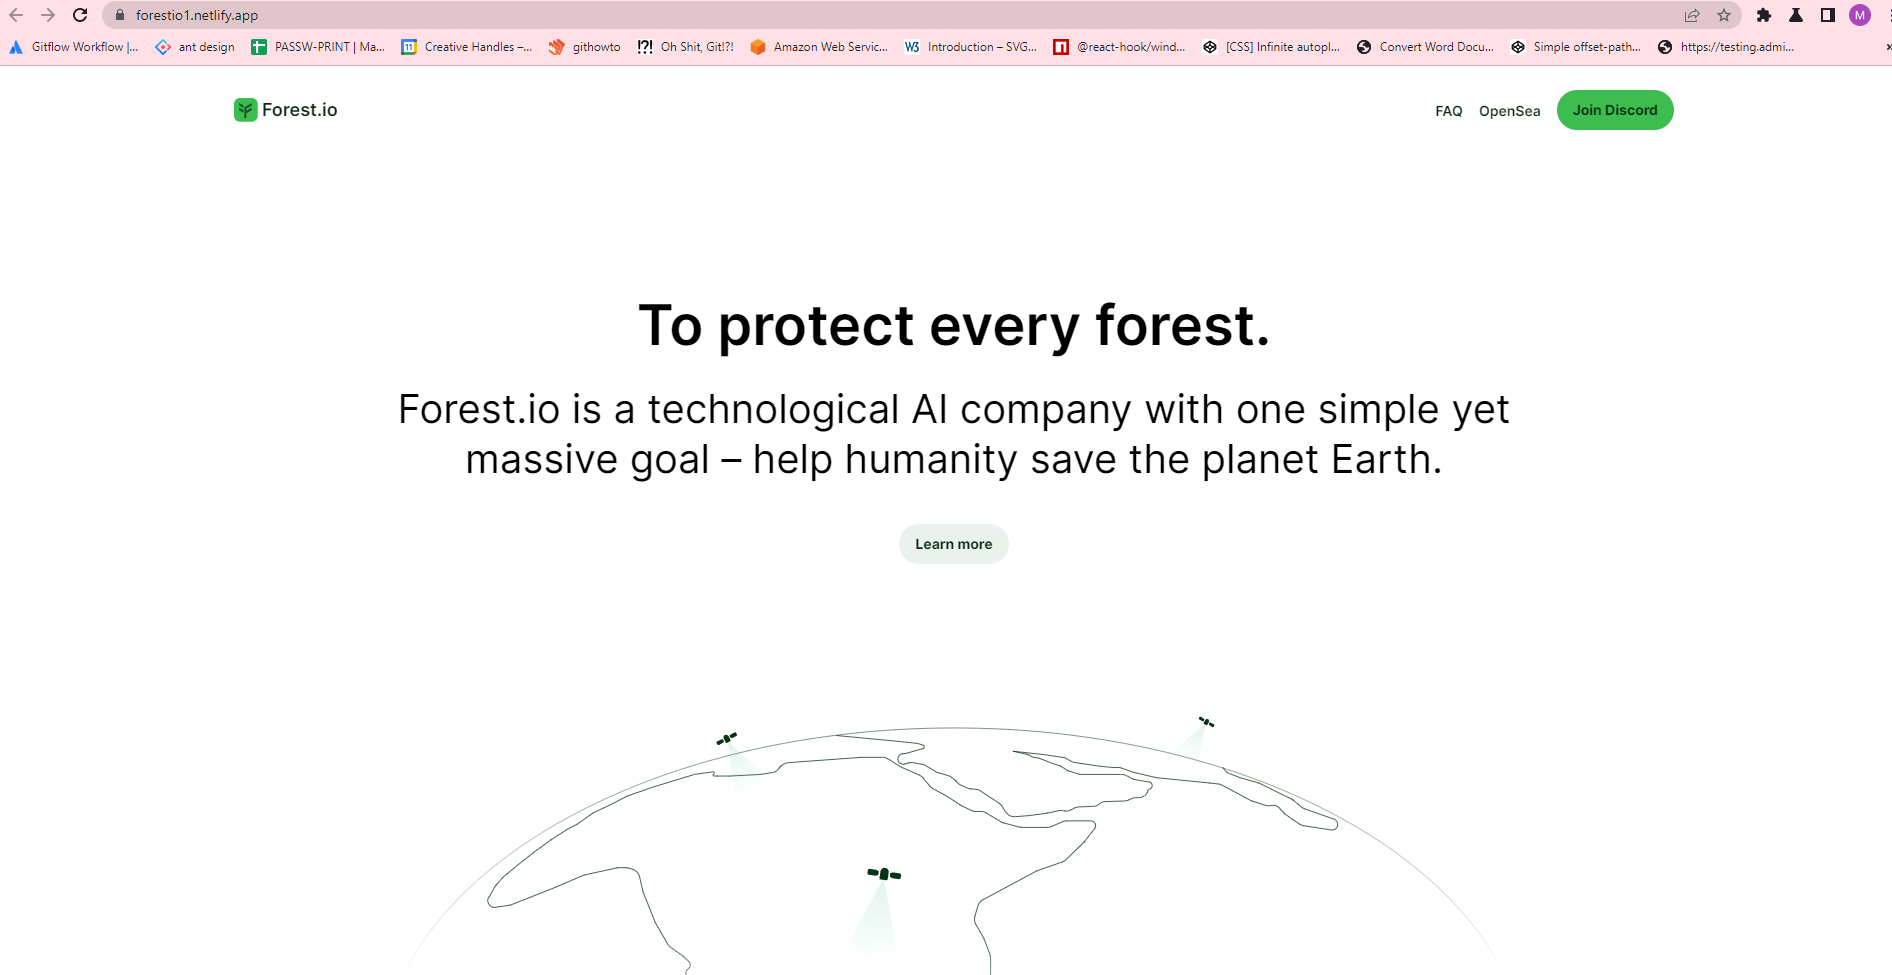 forestio1.netlify.app
M
Gitflow Workflow |...
ant design
PASSW-PRINT | Ma...
11
Creative Handles –...
githowto
!?! Oh Shit, Git!?!
Amazon Web Servic...
W3 Introduction – SVG...
@react-hook/wind...
[CSS] Infinite autopl...
Convert Word Docu...
Simple offset-path...
https://testing.admi...
»
Forest.io
FAQ
OpenSea
Join Discord
To protect every forest.
Forest.io is a technological AI company with one simple yet
massive goal – help humanity save the planet Earth.
Learn more